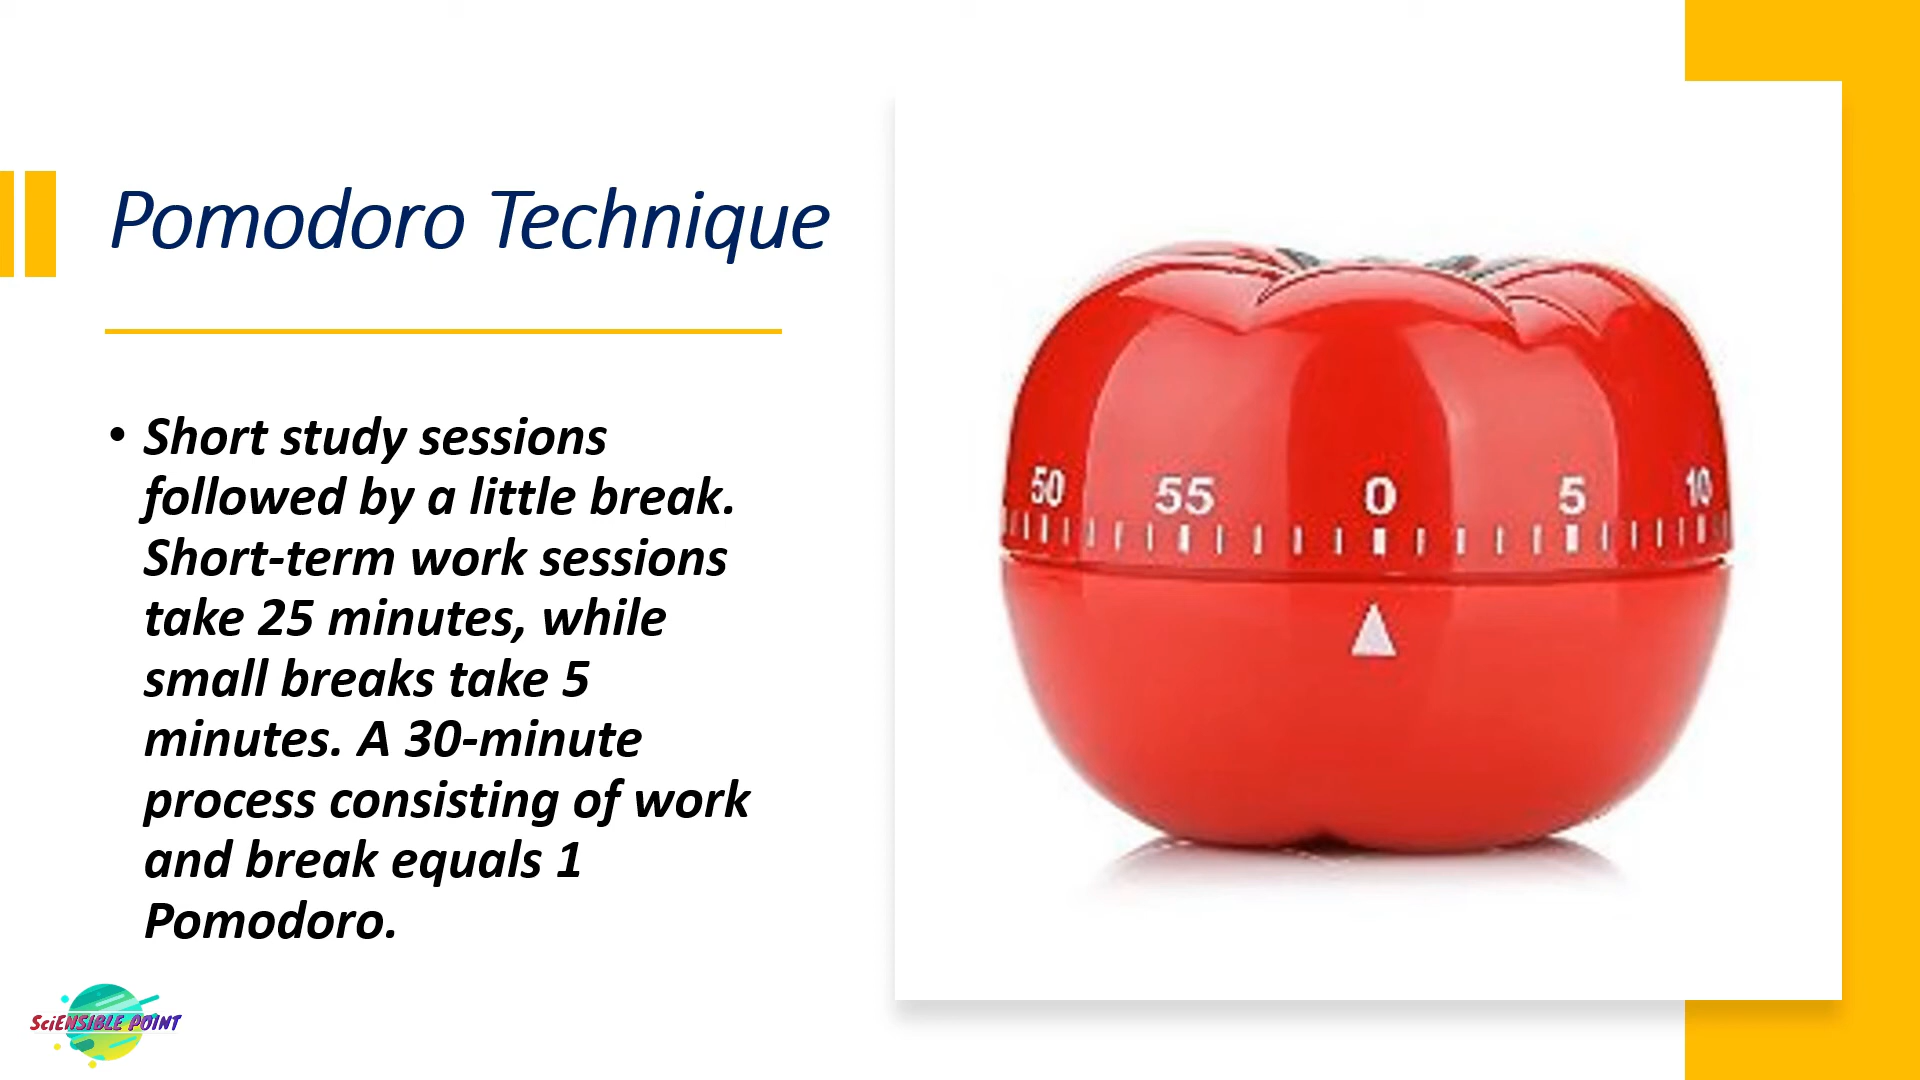 Pomodoro Technique
• Short study sessions
followed by a little break.
Short-term work sessions
take 25 minutes, while
small breaks take 5
minutes. A 30-minute
process consisting of work
and break equals 1
Pomodoro.
50 55 0 5 10
SciENSIBLE POINT